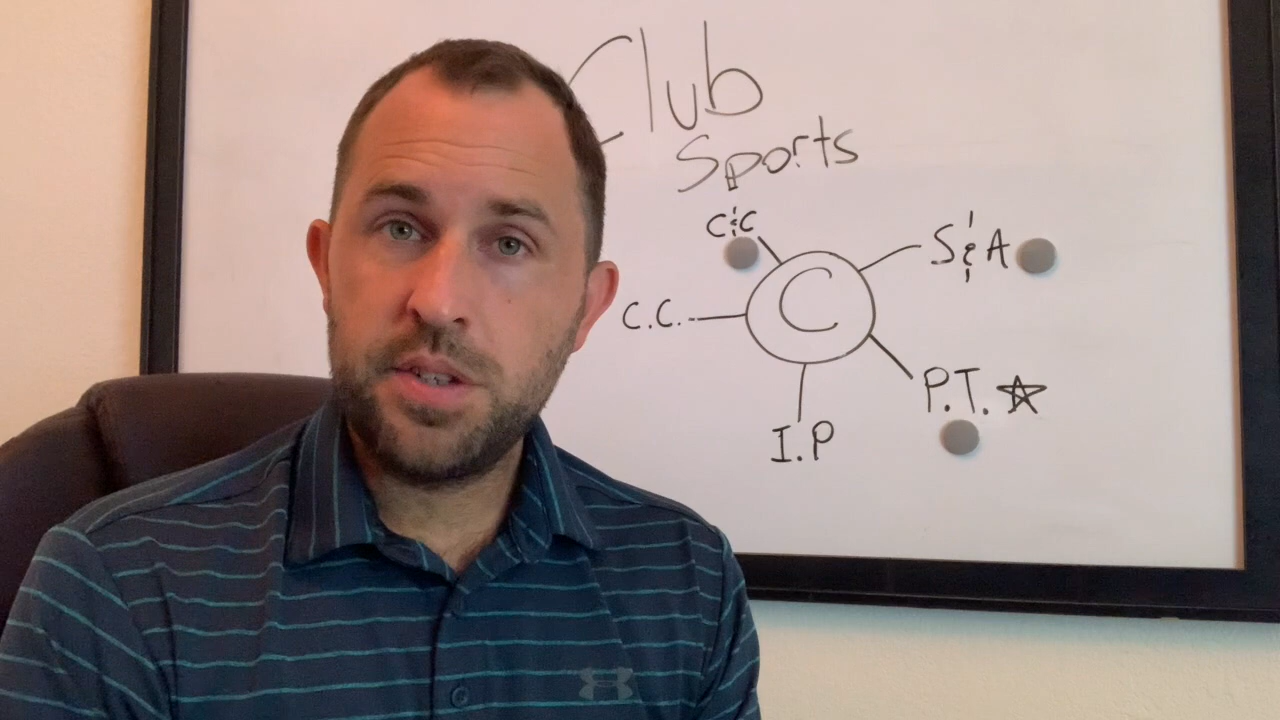 Club
Sports
C&C
S&A
C.C.
C
P.T. ☆
I.P